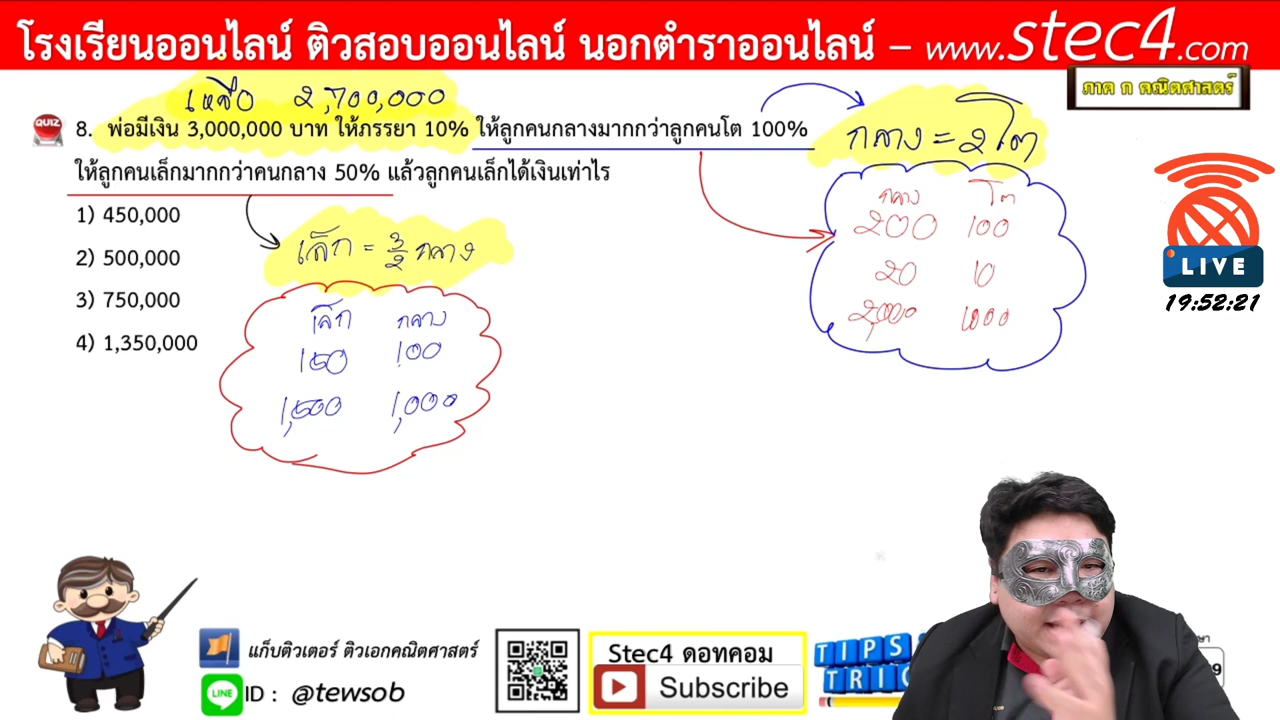 โรงเรียนออนไลน์ ติวสอบออนไลน์ นอกตำราออนไลน์ – www.stec4.com
ภาค ก คณิตศาสตร์
เหลือ 2,700,000
QUIZ
8. พ่อมีเงิน 3,000,000 บาท ให้ภรรยา 10% ให้ลูกคนกลางมากกว่าลูกคนโต 100%
ให้ลูกคนเล็กมากกว่าคนกลาง 50% แล้วลูกคนเล็กได้เงินเท่าไร
1) 450,000
2) 500,000
3) 750,000
4) 1,350,000
กลาง = 2 โต
กลาง โต
200 100
20 10
2,000 1000
เล็ก = 3/2 กลาง
เล็ก กลาง
150 100
1,500 1,000
LIVE
19:52:21
แก็บติวเตอร์ ติวเอกคณิตศาสตร์
LINE ID : @tewsob
Stec4 ดอทคอม
Subscribe
TIPS
TRIC
9